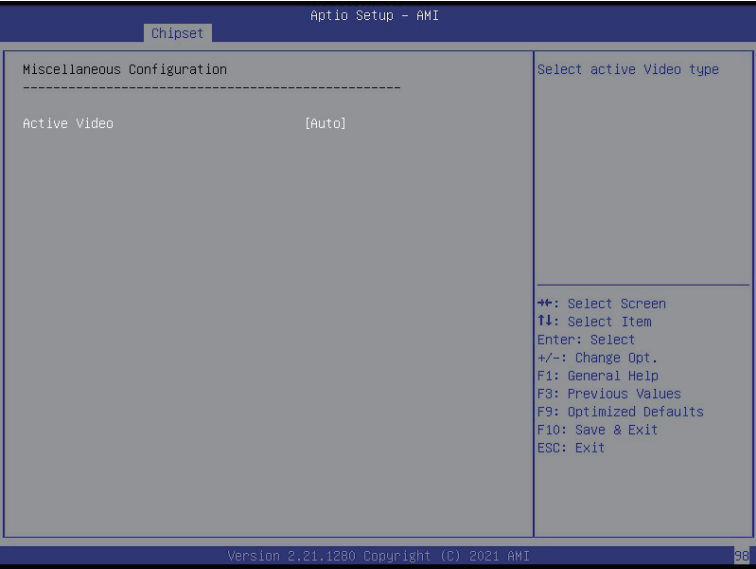 Aptio Setup – AMI
Chipset
Miscellaneous Configuration
--------------------------------------------------
Active Video [Auto]
Select active Video type
→←: Select Screen
↑↓: Select Item
Enter: Select
+/-: Change Opt.
F1: General Help
F3: Previous Values
F9: Optimized Defaults
F10: Save & Exit
ESC: Exit
Version 2.21.1280 Copyright (C) 2021 AMI
98